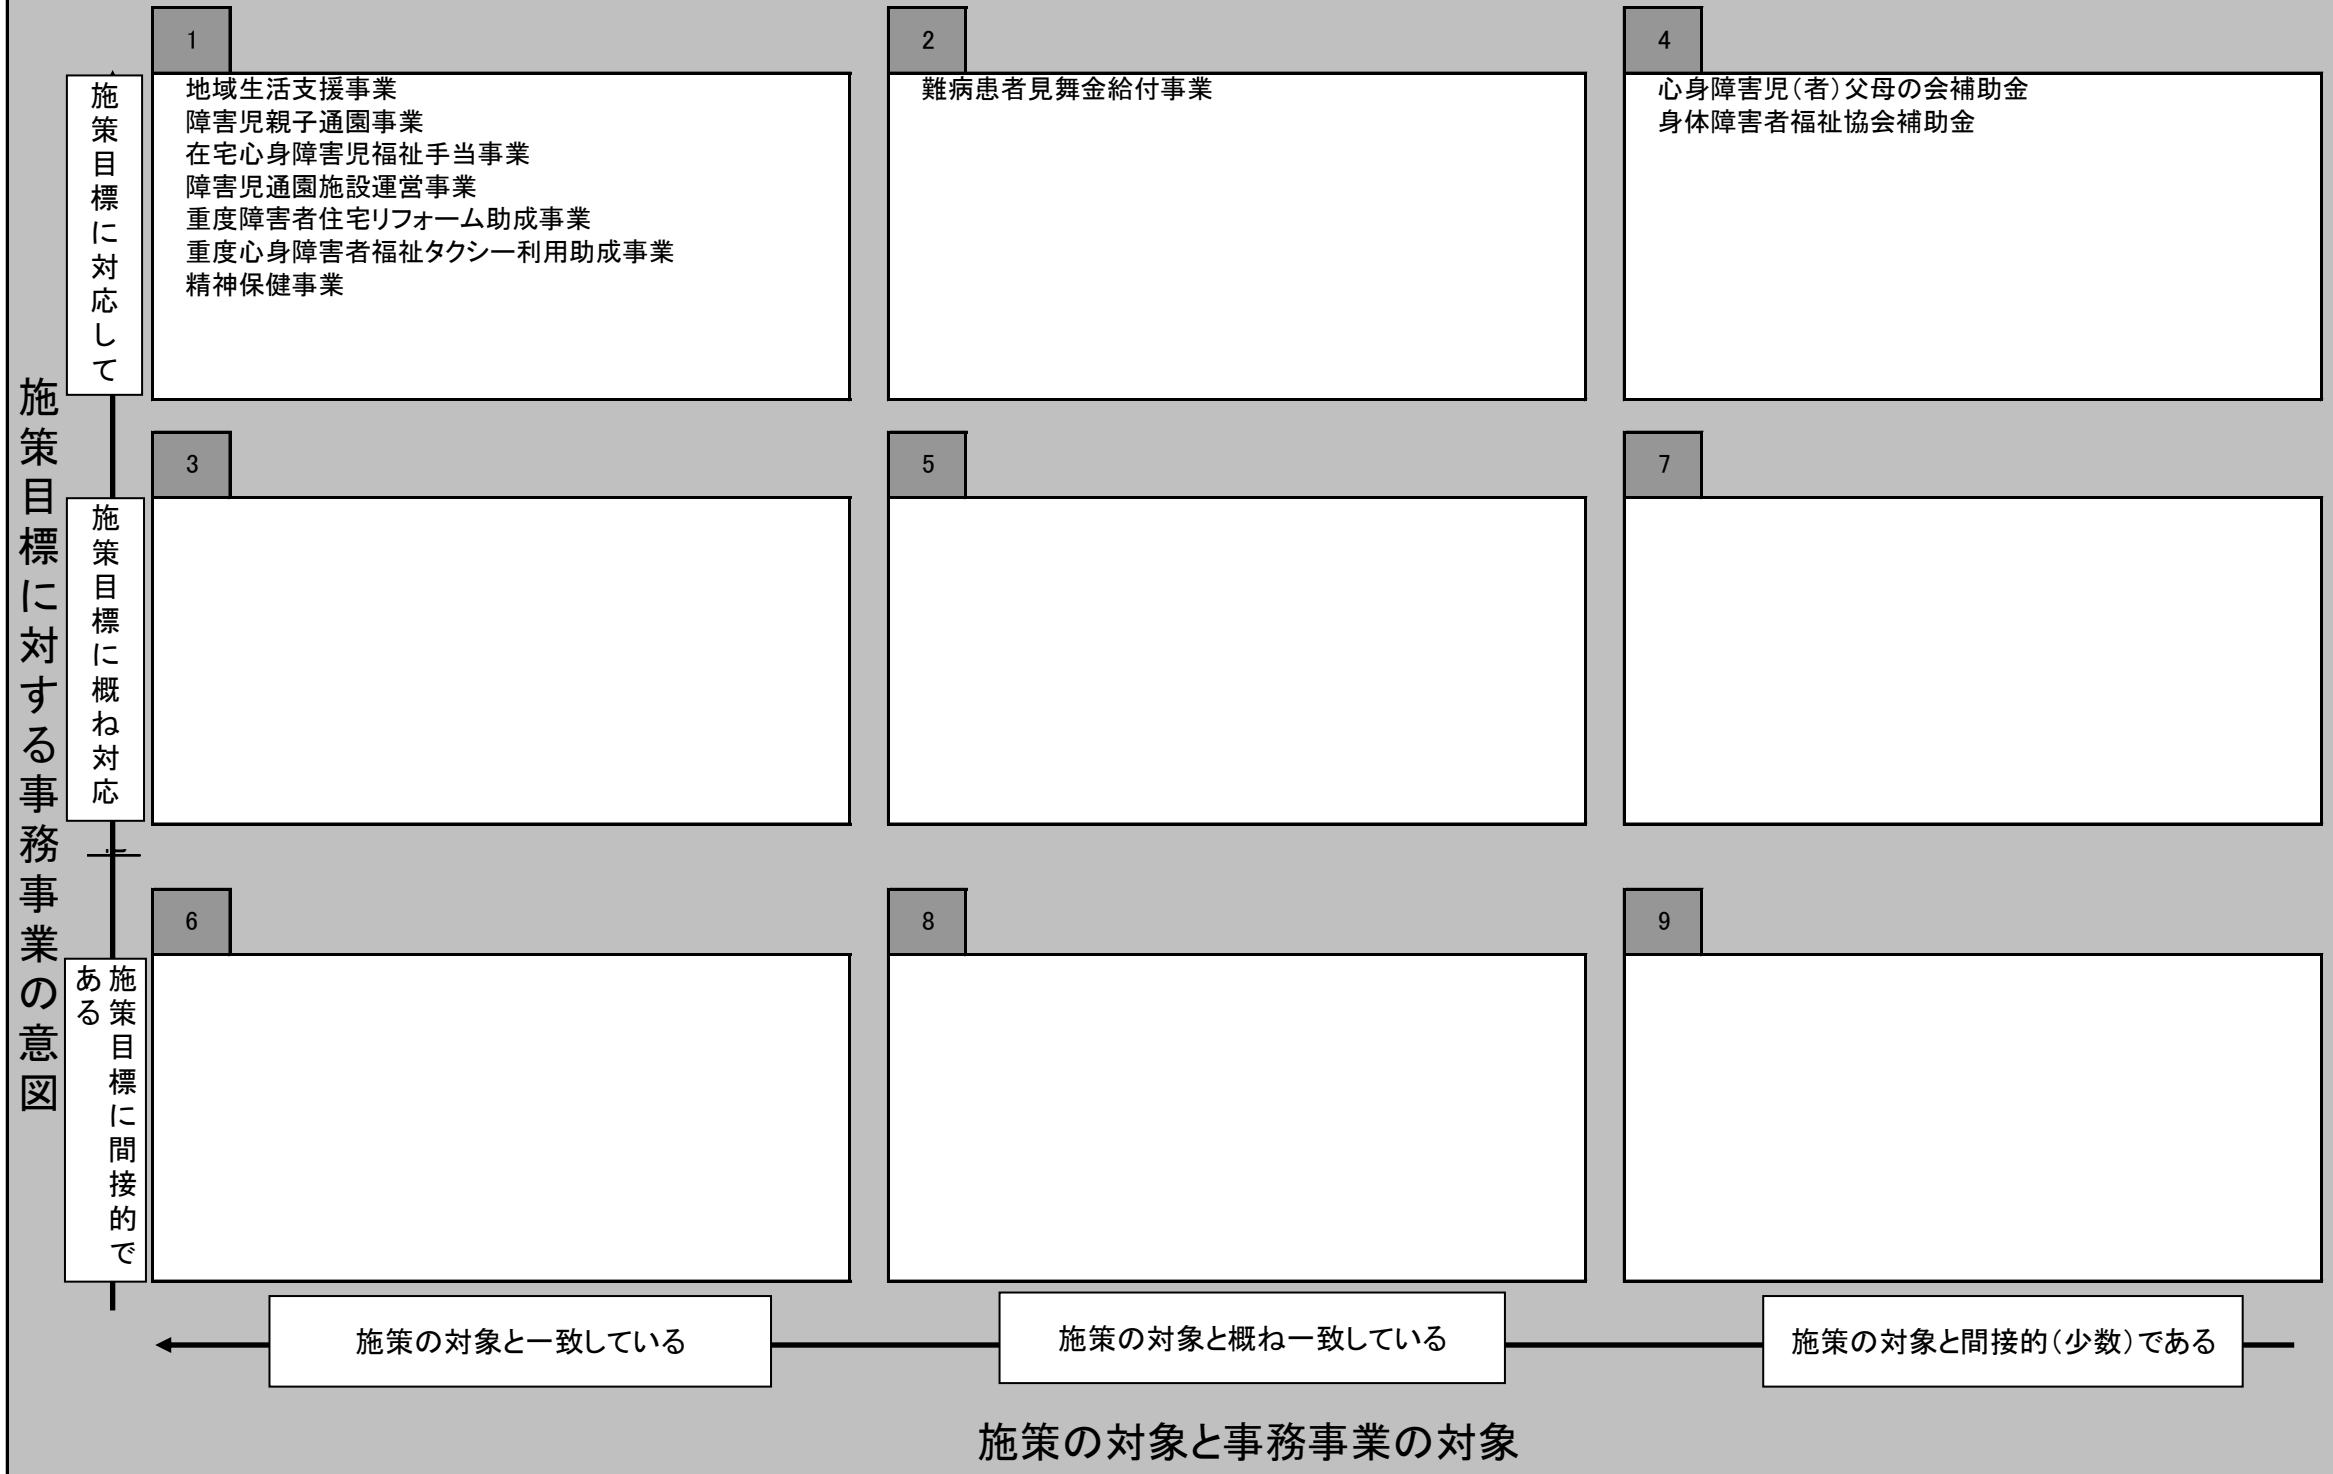 施策目標に対する事務事業の意図
施策目標に対応して
1
地域生活支援事業
障害児親子通園事業
在宅心身障害児福祉手当事業
障害児通園施設運営事業
重度障害者住宅リフォーム助成事業
重度心身障害者福祉タクシー利用助成事業
精神保健事業
2
難病患者見舞金給付事業
4
心身障害児(者)父母の会補助金
身体障害者福祉協会補助金
施策目標に概ね対応
3
5
7
施策目標に間接的で
ある
6
8
9
施策の対象と一致している
施策の対象と概ね一致している
施策の対象と間接的(少数)である
施策の対象と事務事業の対象